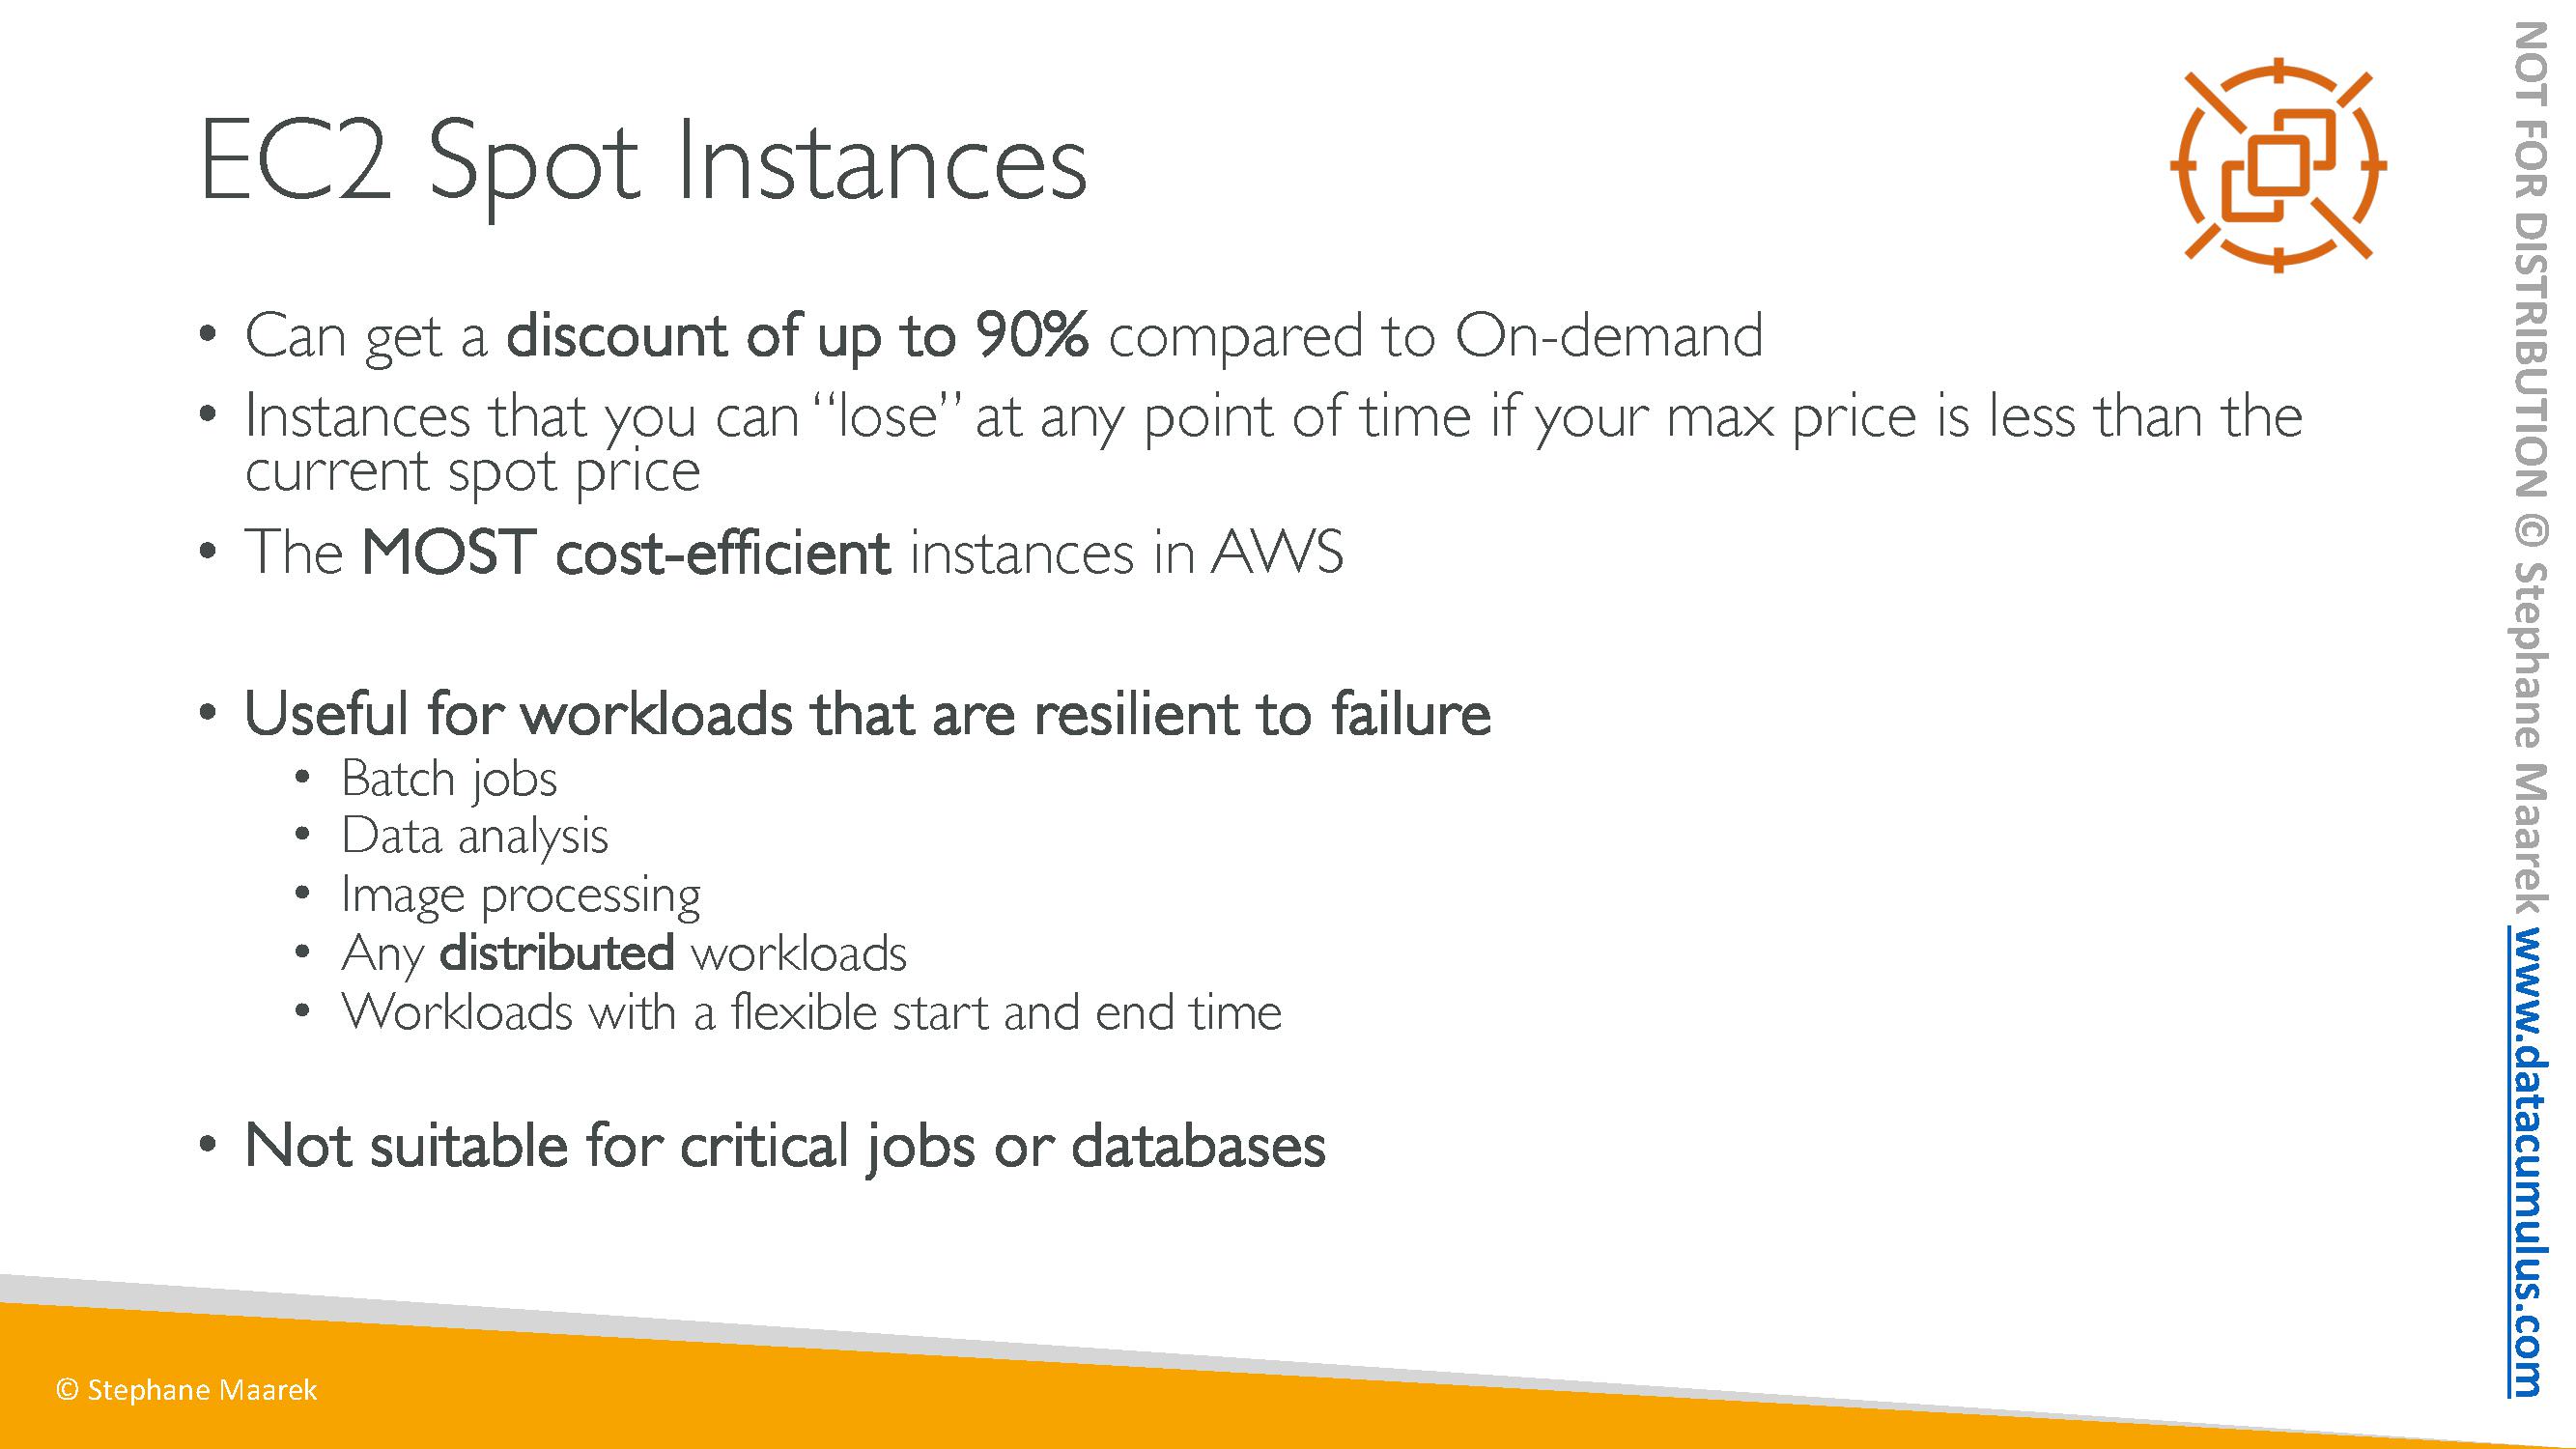 EC2 Spot Instances
• Can get a discount of up to 90% compared to On-demand
• Instances that you can “lose” at any point of time if your max price is less than the
current spot price
• The MOST cost-efficient instances in AWS
• Useful for workloads that are resilient to failure
• Batch jobs
• Data analysis
• Image processing
• Any distributed workloads
• Workloads with a flexible start and end time
• Not suitable for critical jobs or databases
© Stephane Maarek
NOT FOR DISTRIBUTION © Stephane Maarek www.datacumulus.com